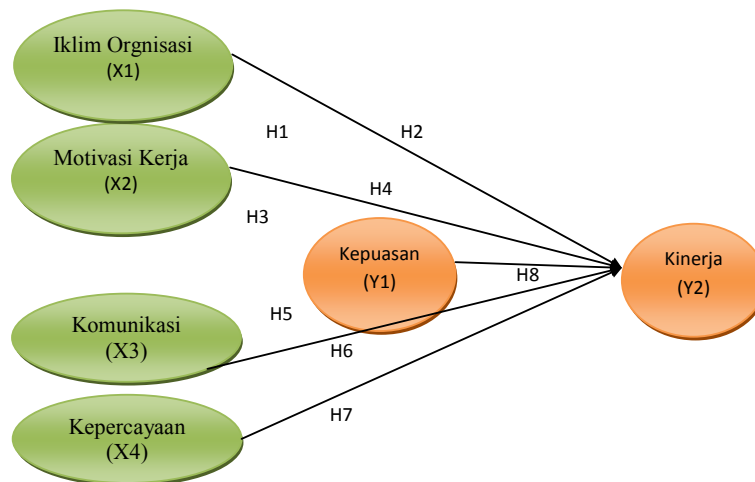 Iklim Orgnisasi
(X1)
H1
H2
Motivasi Kerja
(X2)
H4
H3
Kepuasan
(Y1)
H8
Kinerja
(Y2)
Komunikasi
(X3)
H5
H6
Kepercayaan
(X4)
H7